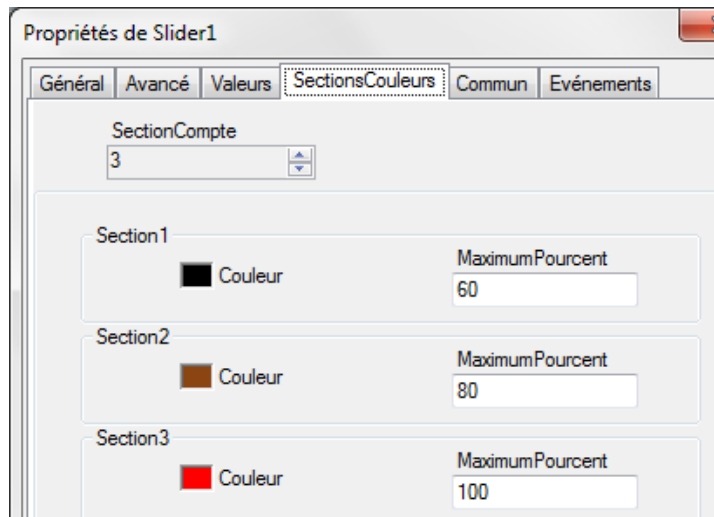 Propriétés de Slider1
Général Avancé Valeurs SectionsCouleurs Commun Evénements
SectionCompte
3
Section1
Couleur
MaximumPourcent
60
Section2
Couleur
MaximumPourcent
80
Section3
Couleur
MaximumPourcent
100